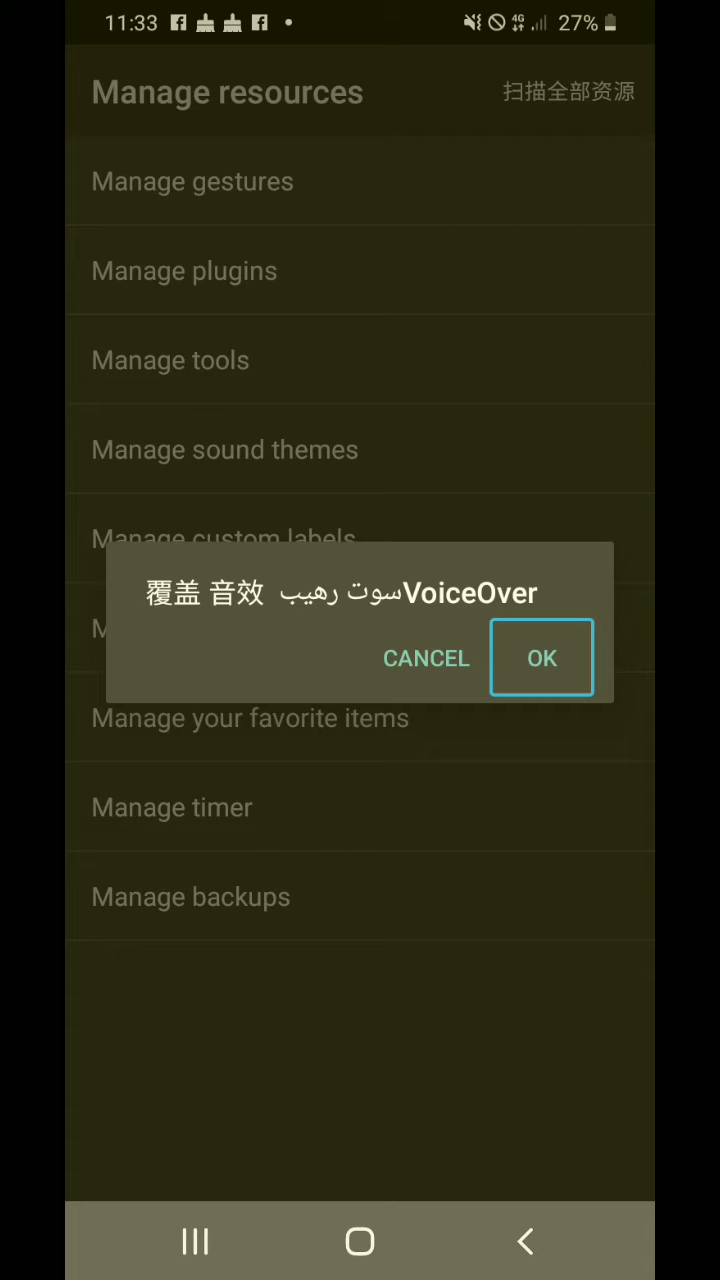 11:33 27%
Manage resources 扫描全部资源
Manage gestures
Manage plugins
Manage tools
Manage sound themes
Manage custom labels
覆盖 音效 سوت رهيبVoiceOver
CANCEL OK
Manage your favorite items
Manage timer
Manage backups